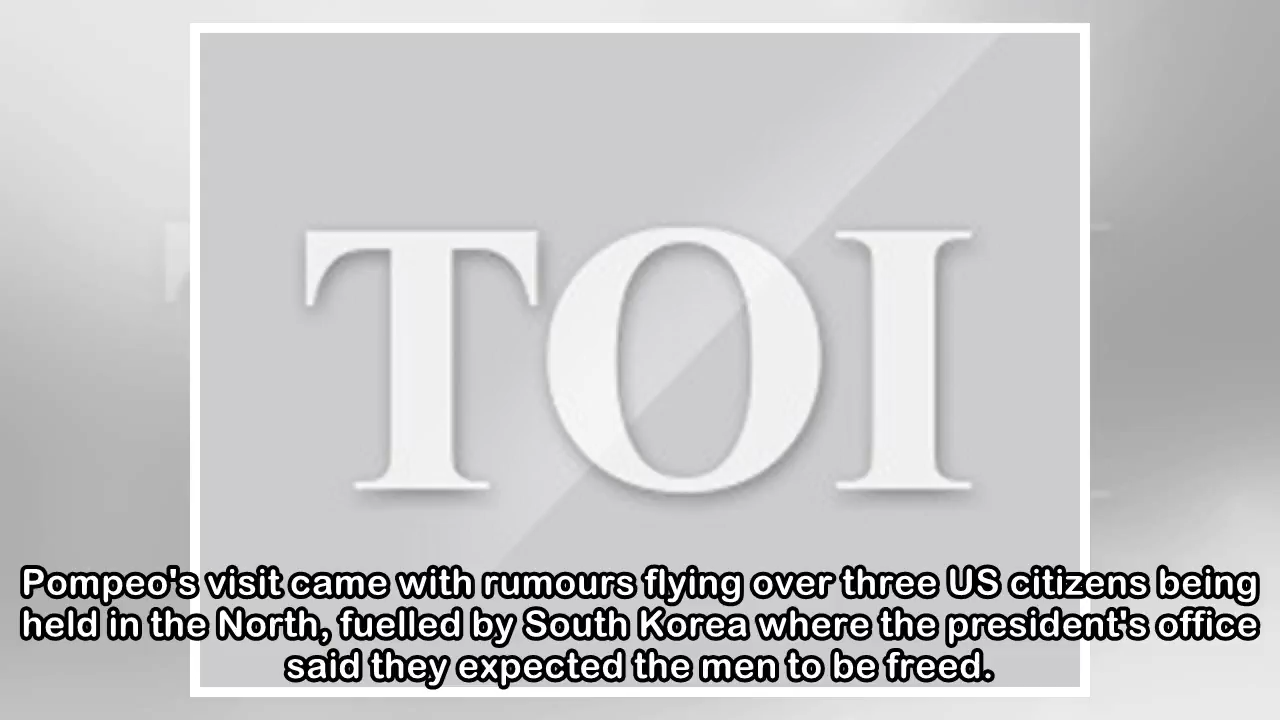 TOI
Pompeo's visit came with rumours flying over three US citizens being
held in the North, fuelled by South Korea where the president's office
said they expected the men to be freed.